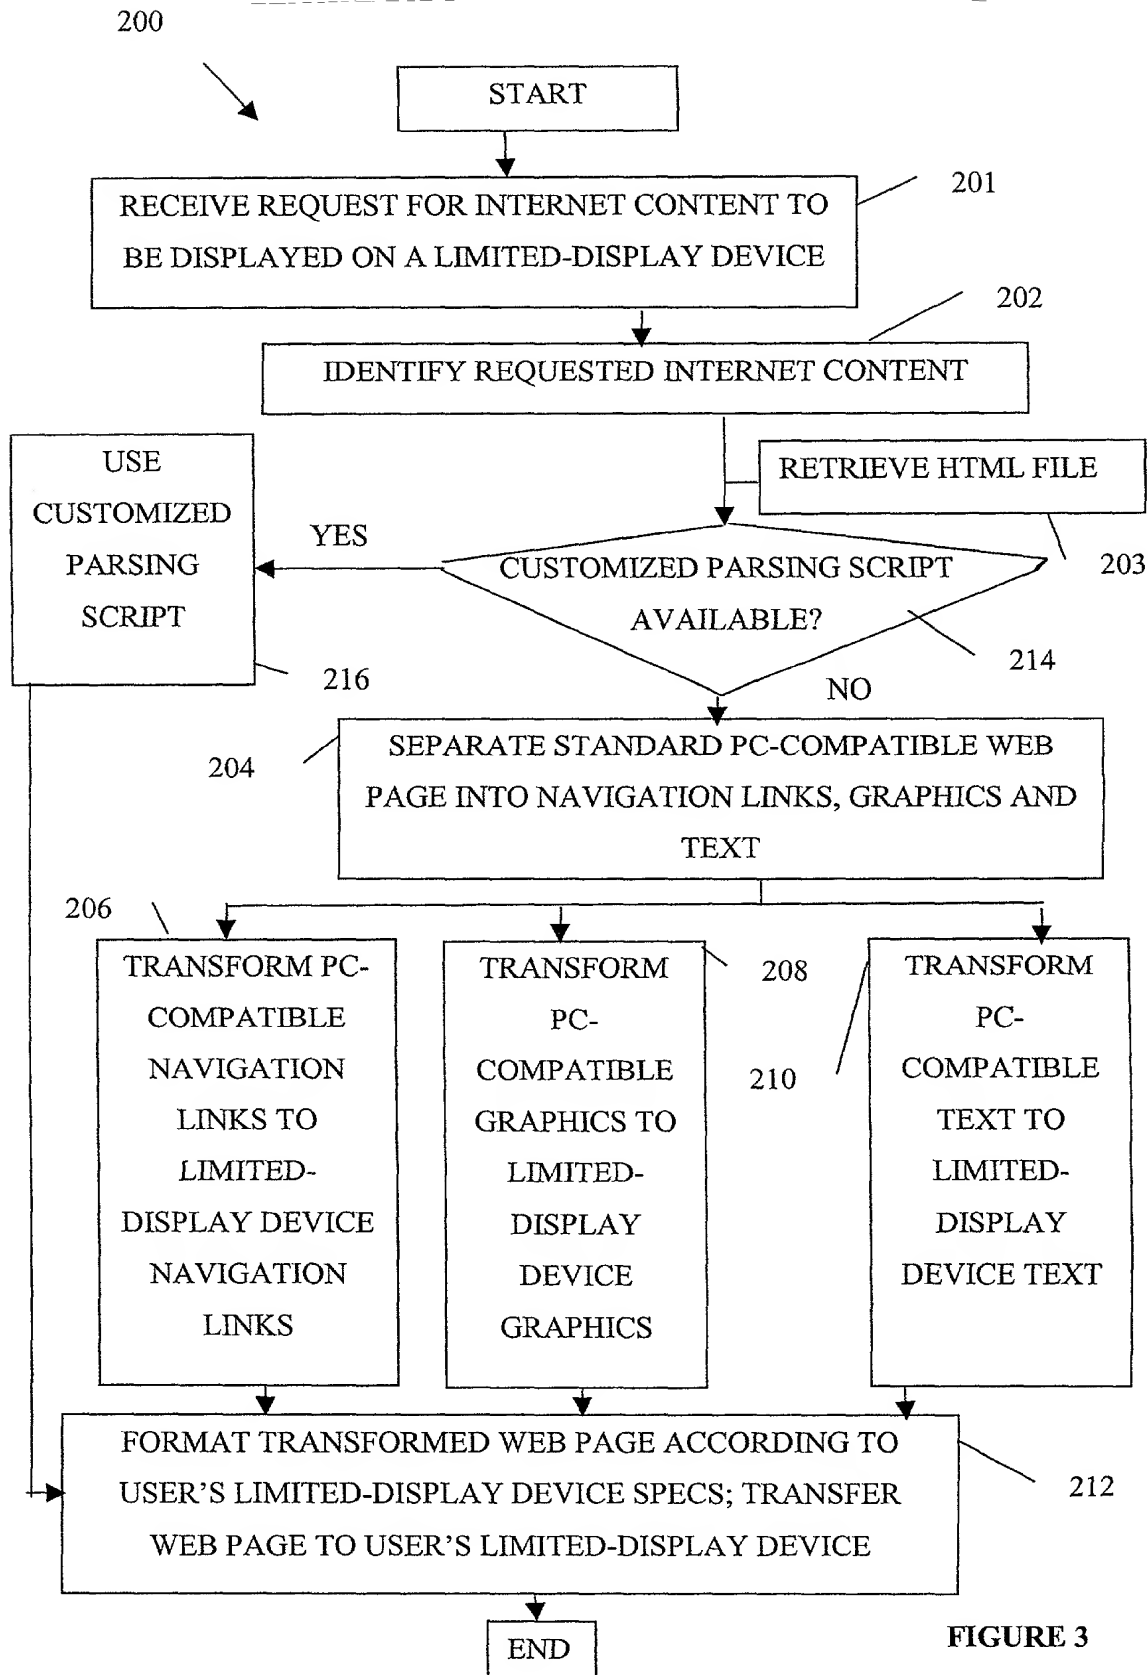 200
START
RECEIVE REQUEST FOR INTERNET CONTENT TO
BE DISPLAYED ON A LIMITED-DISPLAY DEVICE
201
202
IDENTIFY REQUESTED INTERNET CONTENT
USE
CUSTOMIZED
PARSING
SCRIPT
216
RETRIEVE HTML FILE
203
YES
CUSTOMIZED PARSING SCRIPT
AVAILABLE?
214
NO
204
SEPARATE STANDARD PC-COMPATIBLE WEB
PAGE INTO NAVIGATION LINKS, GRAPHICS AND
TEXT
206
TRANSFORM PC-
COMPATIBLE
NAVIGATION
LINKS TO
LIMITED-
DISPLAY DEVICE
NAVIGATION
LINKS
208
TRANSFORM
PC-
COMPATIBLE
GRAPHICS TO
LIMITED-
DISPLAY
DEVICE
GRAPHICS
210
TRANSFORM
PC-
COMPATIBLE
TEXT TO
LIMITED-
DISPLAY
DEVICE TEXT
FORMAT TRANSFORMED WEB PAGE ACCORDING TO
USER'S LIMITED-DISPLAY DEVICE SPECS; TRANSFER
WEB PAGE TO USER'S LIMITED-DISPLAY DEVICE
212
END
FIGURE 3